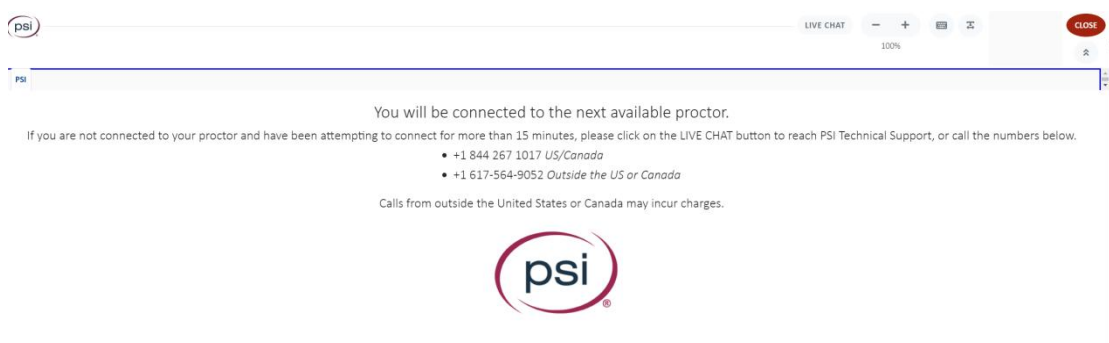 psi
LIVE CHAT
− +
100%
CLOSE
PSI
You will be connected to the next available proctor.
If you are not connected to your proctor and have been attempting to connect for more than 15 minutes, please click on the LIVE CHAT button to reach PSI Technical Support, or call the numbers below.
• +1 844 267 1017 US/Canada
• +1 617-564-9052 Outside the US or Canada
Calls from outside the United States or Canada may incur charges.
psi®